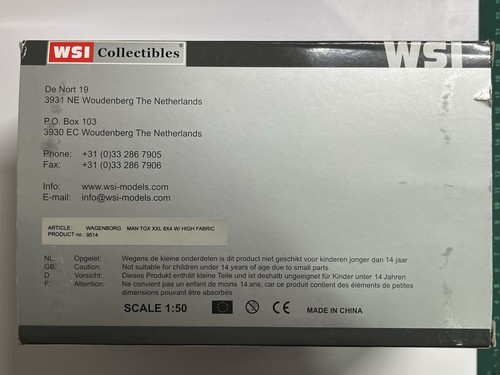 WSI Collectibles
WSI
De Nort 19
3931 NE Woudenberg The Netherlands
P.O. Box 103
3930 EC Woudenberg The Netherlands
Phone: +31 (0)33 286 7905
Fax: +31 (0)33 286 7906
Info: www.wsi-models.com
E-mail: info@wsi-models.com
ARTICLE: WAGENBORG MAN TGX XXL 8X4 W/ HIGH FABRIC
PRODUCT no : 9514
NL: Opgelet: Wegens de kleine onderdelen is dit product niet geschikt voor kinderen jonger dan 14 jaar
GB: Caution: Not suitable for children under 14 years of age due to small parts
D: Vorsicht: Dieses Produkt enthält kleine Teile und ist deshalb ungeeignet für Kinder unter 14 Jahren
F: Attention: Ne convient pas un enfant de moins 14 ans, car ce produit contient des éléments de petites
dimensions pouvant être absorbés
SCALE 1:50 CE MADE IN CHINA